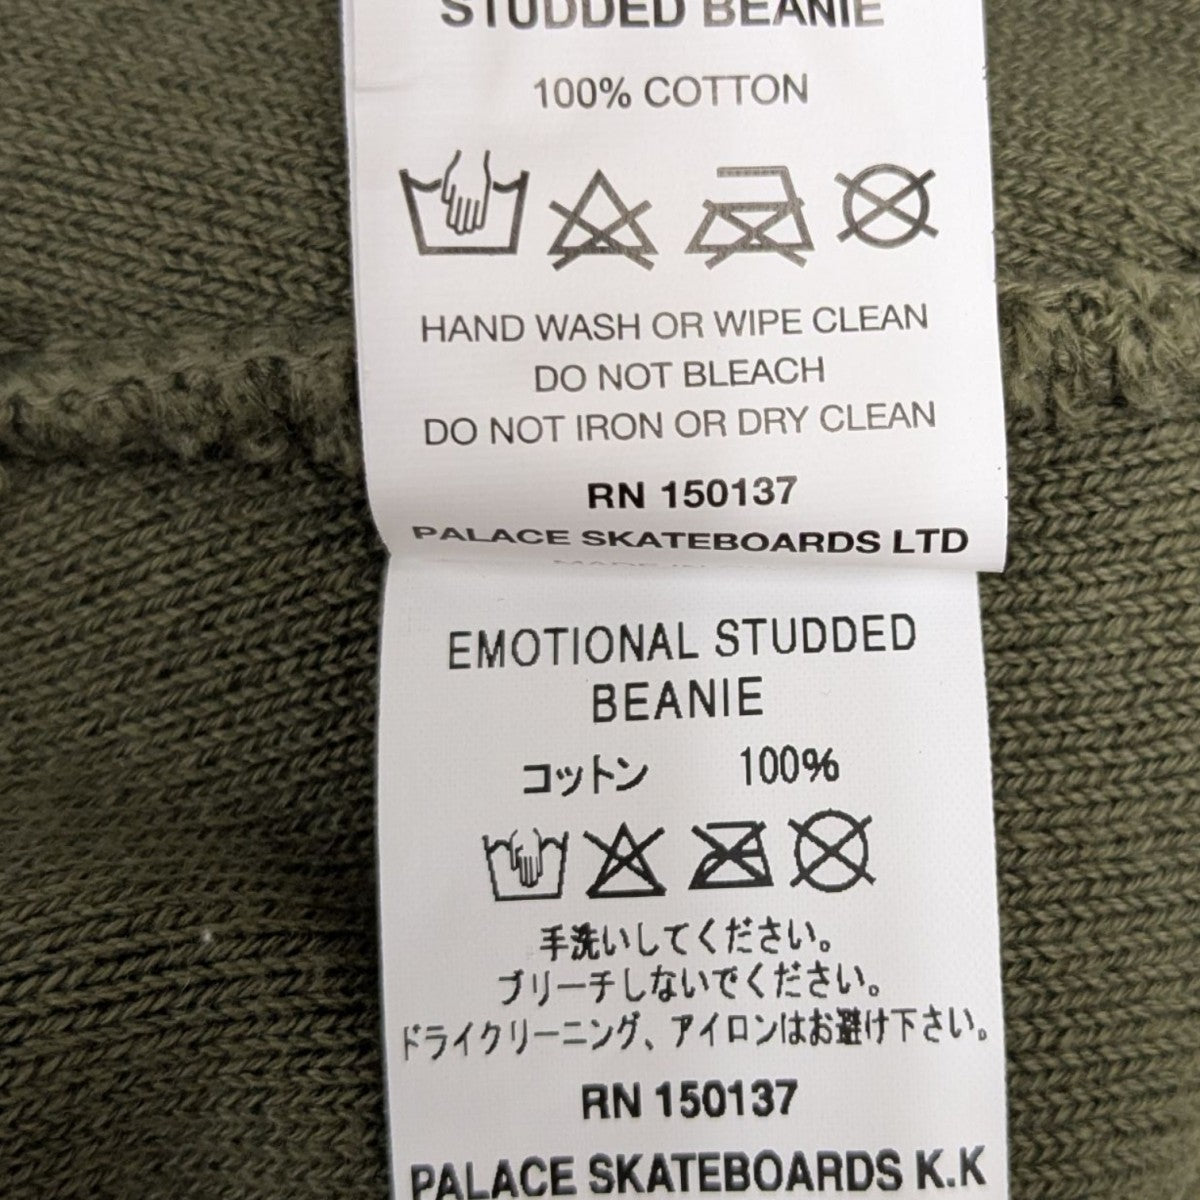 STUDDED BEANIE
100% COTTON
HAND WASH OR WIPE CLEAN
DO NOT BLEACH
DO NOT IRON OR DRY CLEAN
RN 150137
PALACE SKATEBOARDS LTD
MADE IN
EMOTIONAL STUDDED
BEANIE
コットン 100%
手洗いしてください。
ブリーチしないでください。
ドライクリーニング、アイロンはお避け下さい。
RN 150137
PALACE SKATEBOARDS K.K